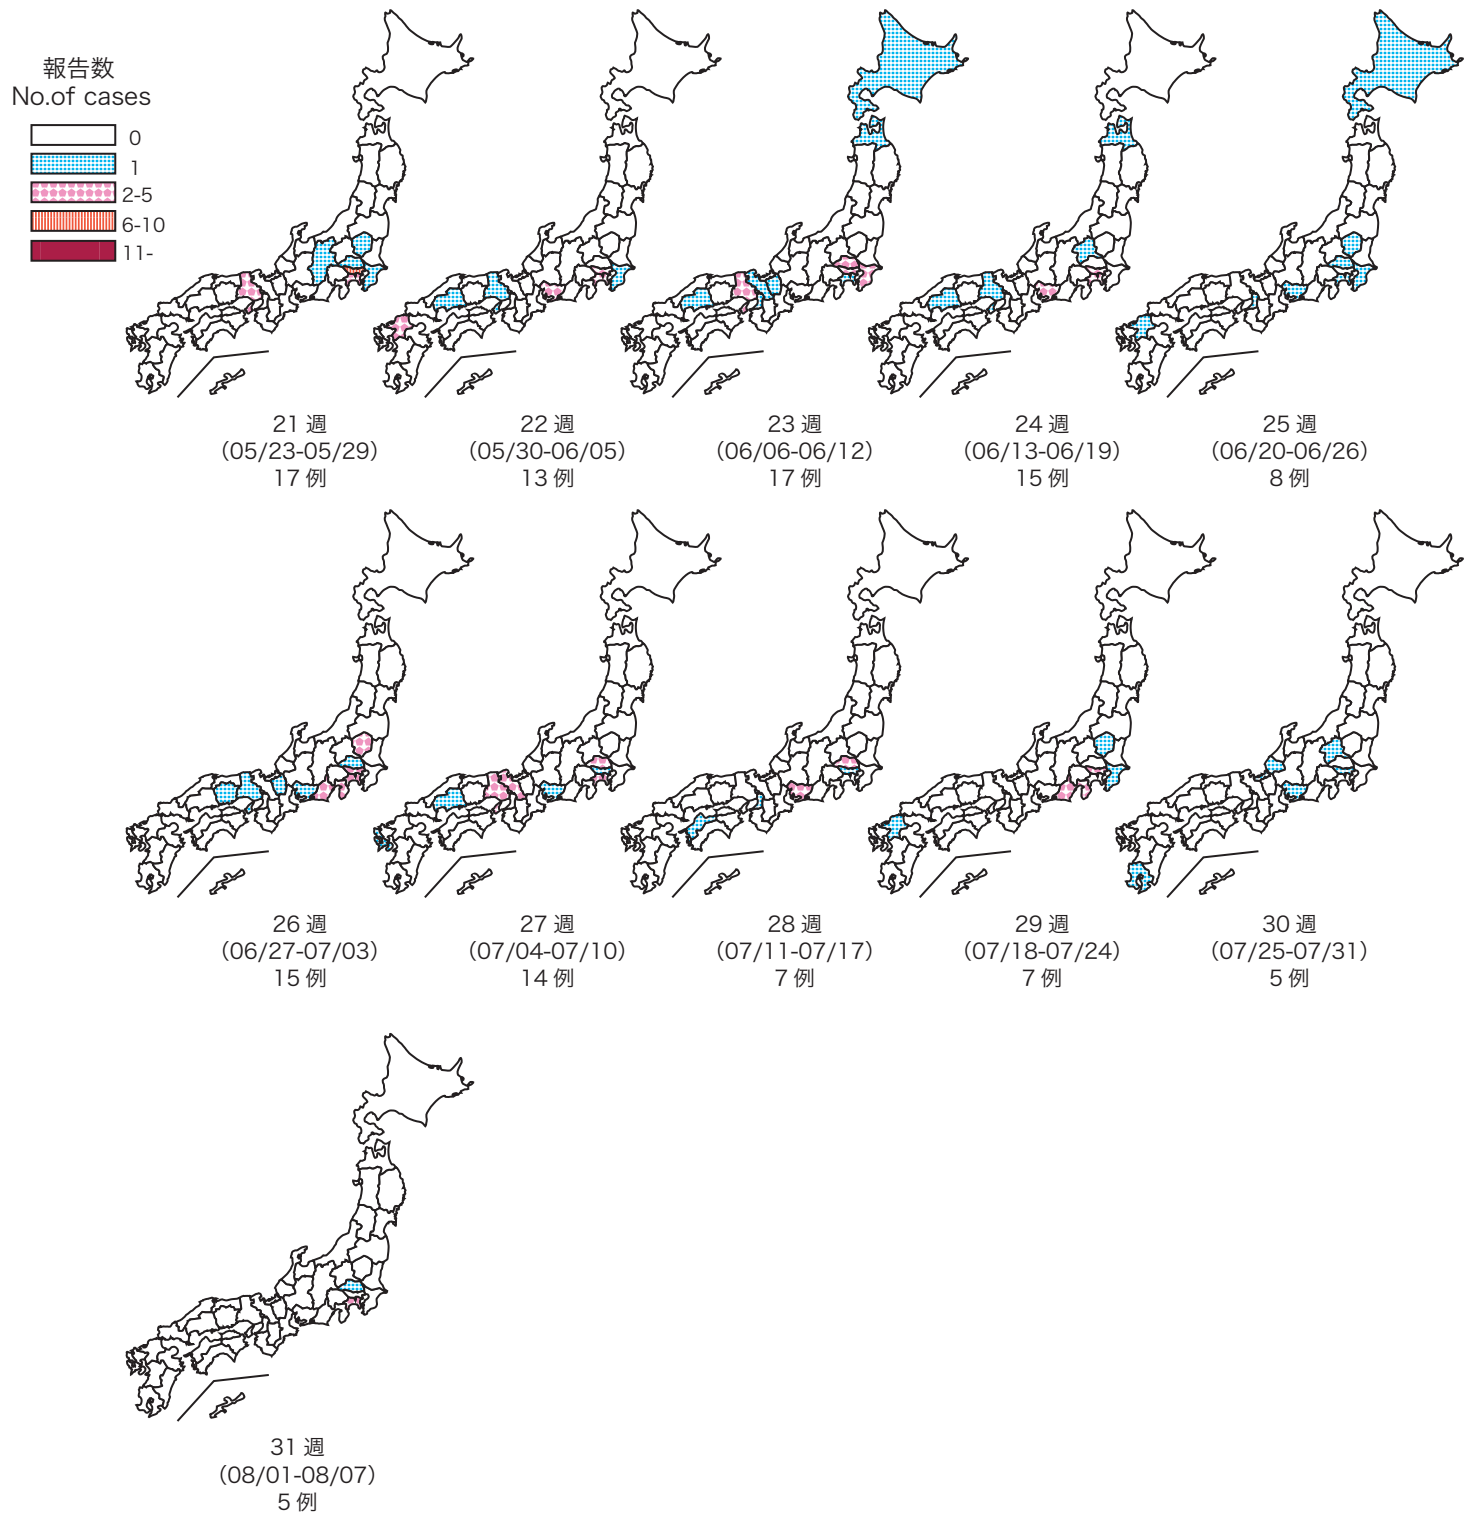 報告数
No.of cases
0
1
2-5
6-10
11-
21 週
（05/23-05/29）
17 例
22 週
（05/30-06/05）
13 例
23 週
（06/06-06/12）
17 例
24 週
（06/13-06/19）
15 例
25 週
（06/20-06/26）
8 例
26 週
（06/27-07/03）
15 例
27 週
（07/04-07/10）
14 例
28 週
（07/11-07/17）
7 例
29 週
（07/18-07/24）
7 例
30 週
（07/25-07/31）
5 例
31 週
（08/01-08/07）
5 例